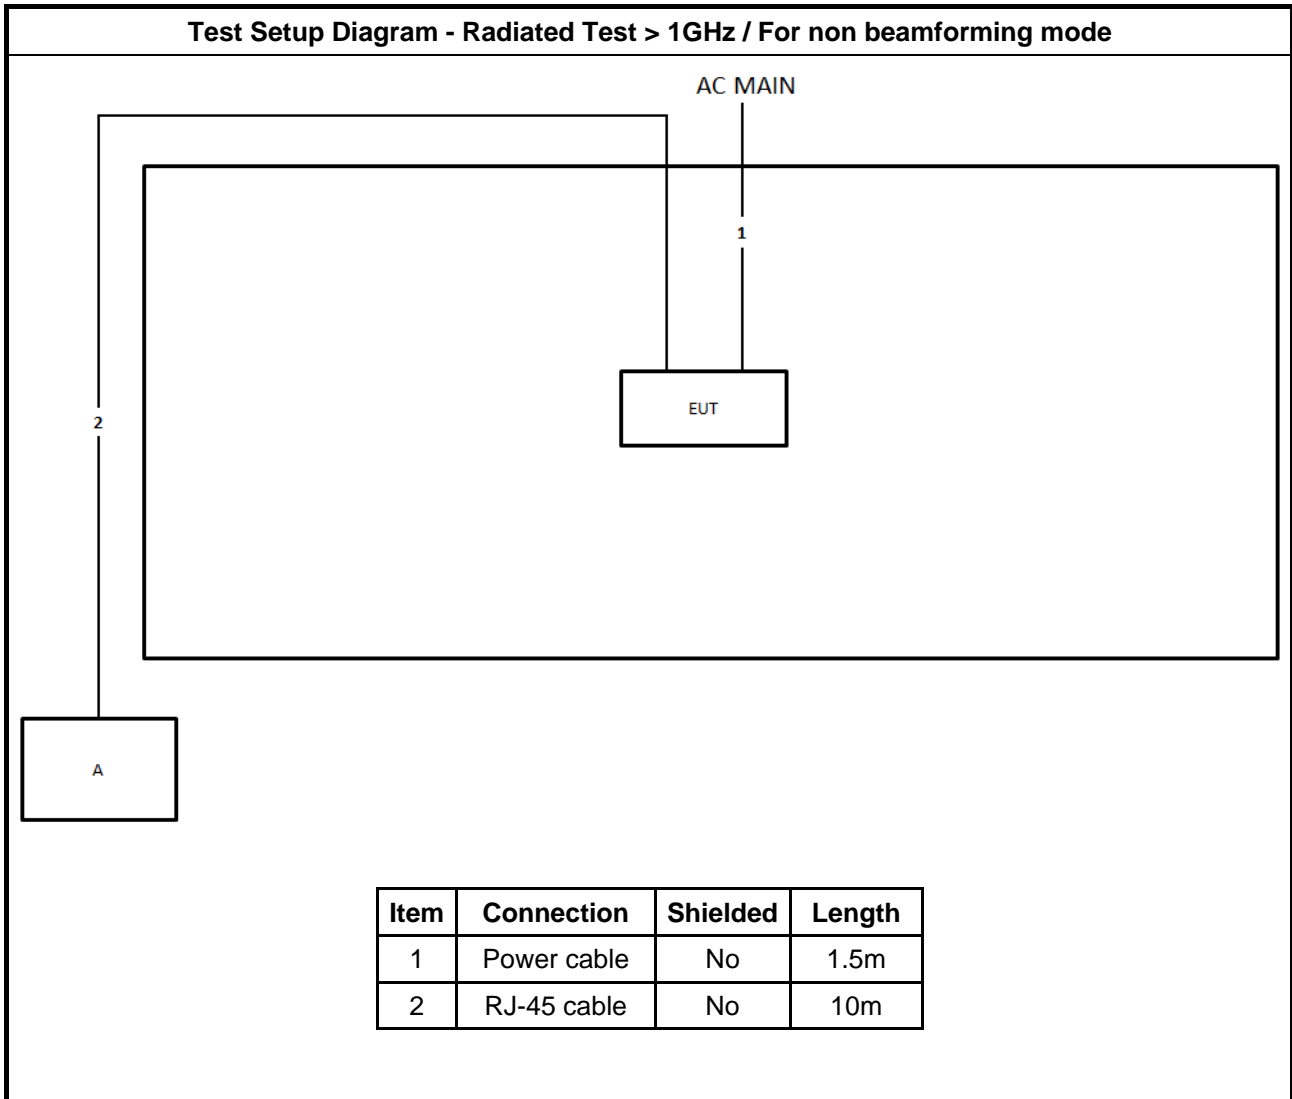 Test Setup Diagram - Radiated Test > 1GHz / For non beamforming mode
AC MAIN
1
EUT
2
A
Item Connection Shielded Length
1 Power cable No 1.5m
2 RJ-45 cable No 10m